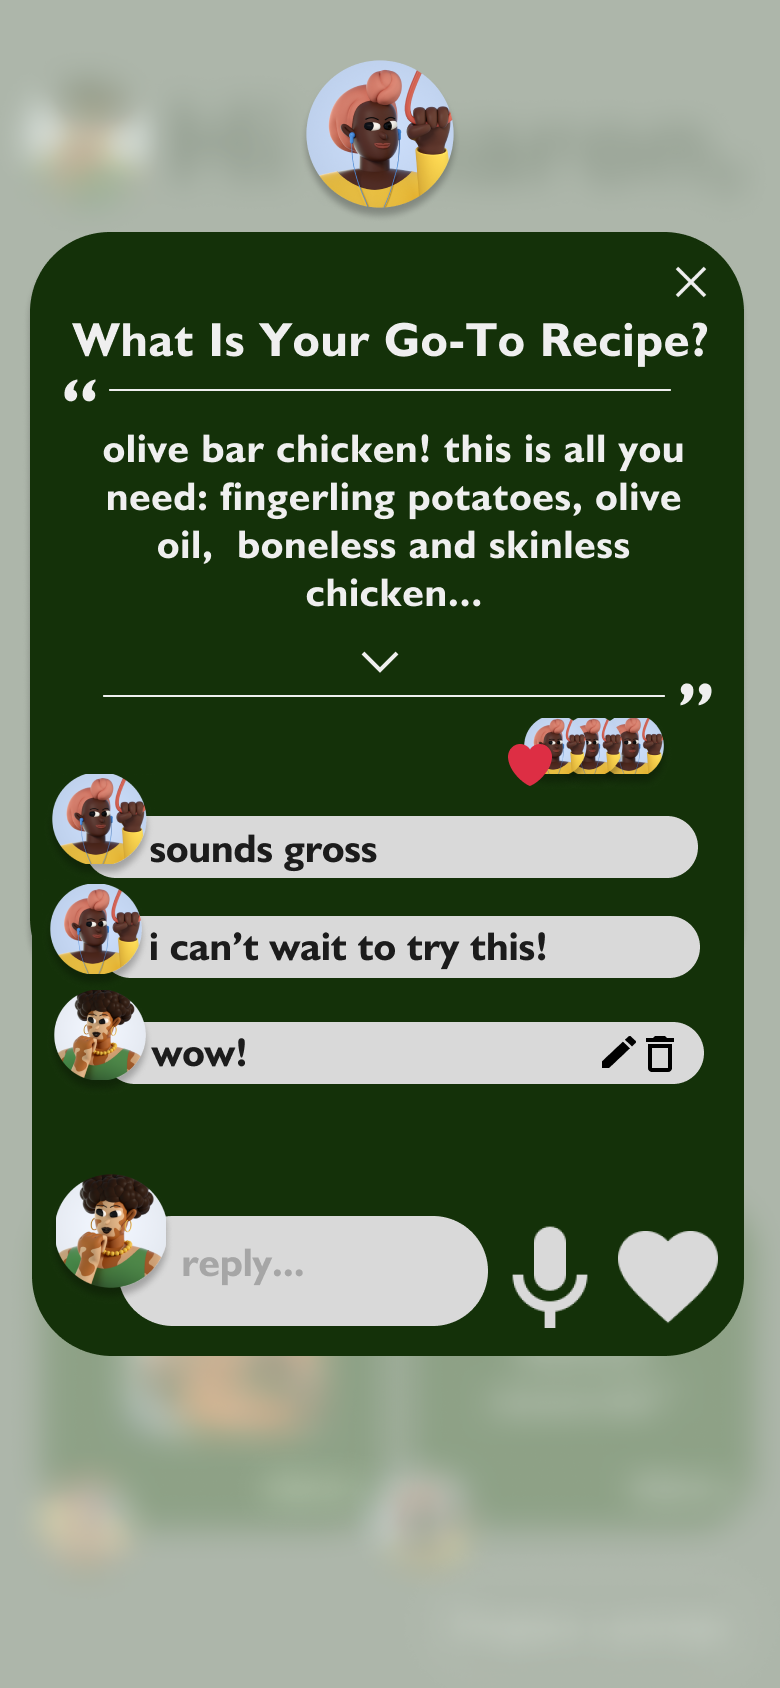 What Is Your Go-To Recipe?
“
olive bar chicken! this is all you
need: fingerling potatoes, olive
oil,  boneless and skinless
chicken...
”
sounds gross
i can’t wait to try this!
wow!
reply...